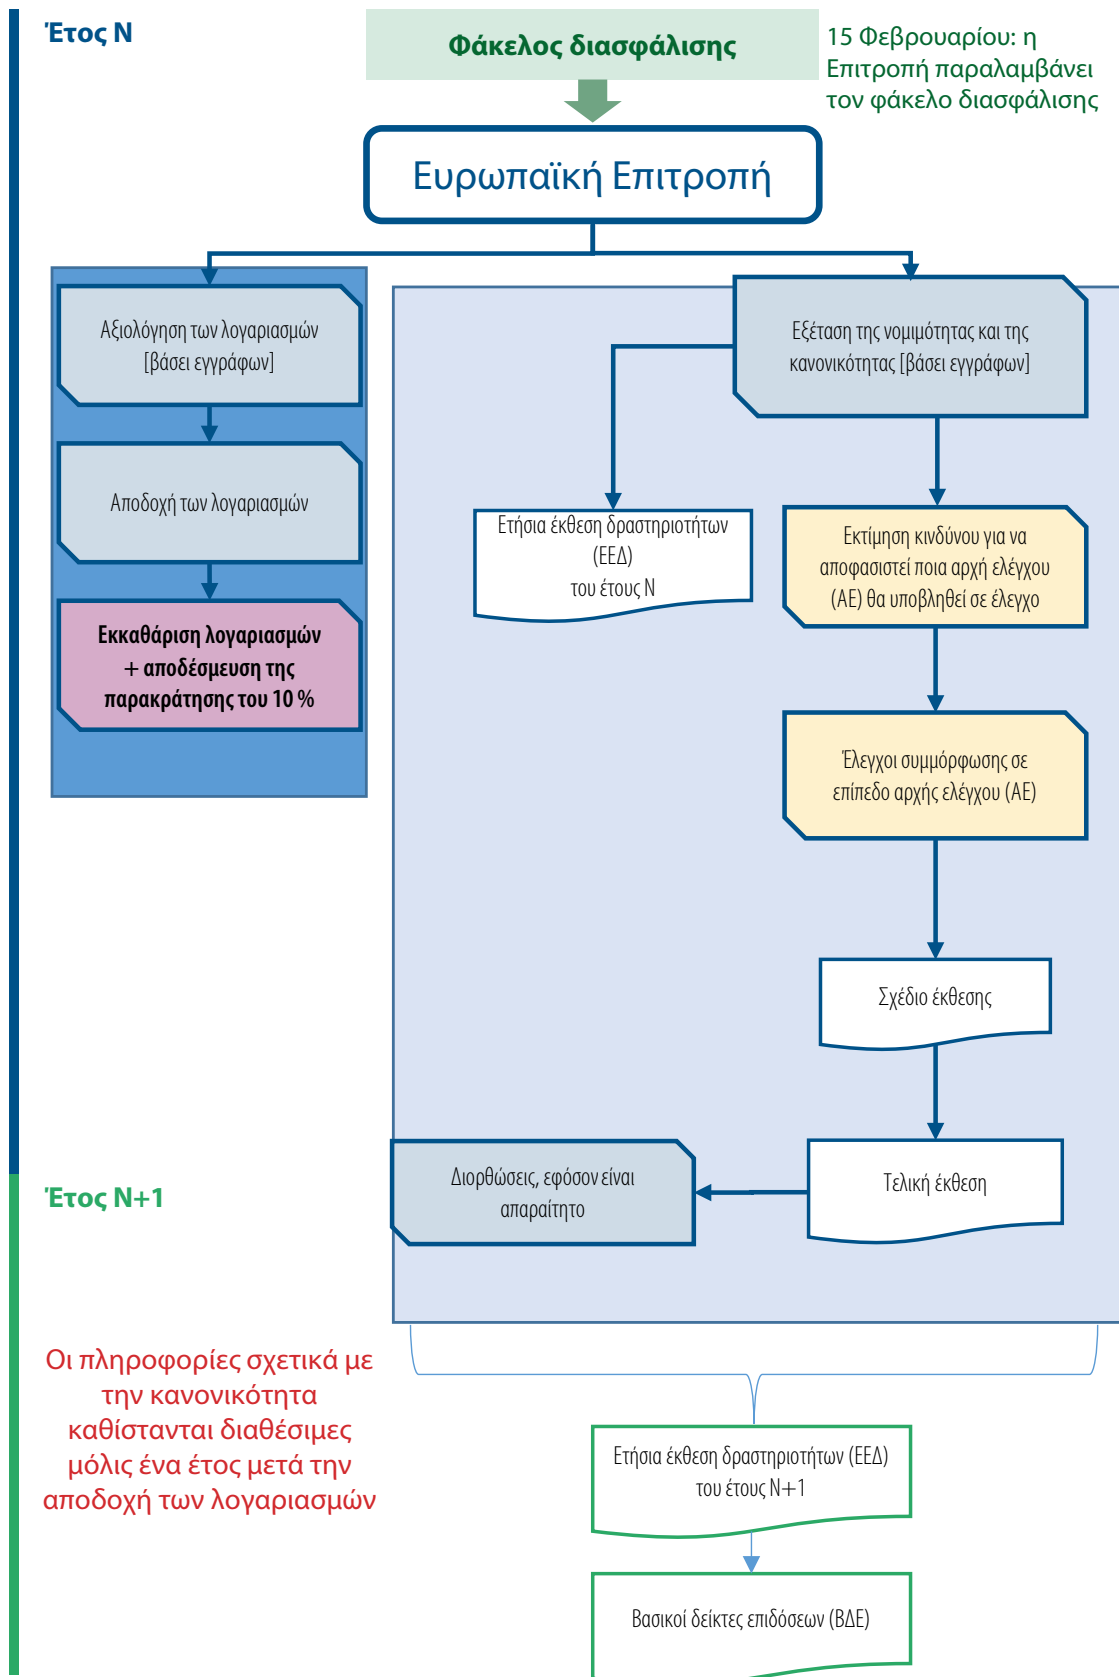 Έτος N
Φάκελος διασφάλισης
15 Φεβρουαρίου: η
Επιτροπή παραλαμβάνει
τον φάκελο διασφάλισης
Ευρωπαϊκή Επιτροπή
Αξιολόγηση των λογαριασμών
[βάσει εγγράφων]
Εξέταση της νομιμότητας και της
κανονικότητας [βάσει εγγράφων]
Αποδοχή των λογαριασμών
Ετήσια έκθεση δραστηριοτήτων
(ΕΕΔ)
του έτους N
Εκτίμηση κινδύνου για να
αποφασιστεί ποια αρχή ελέγχου
(ΑΕ) θα υποβληθεί σε έλεγχο
Εκκαθάριση λογαριασμών
+ αποδέσμευση της
παρακράτησης του 10 %
Έλεγχοι συμμόρφωσης σε
επίπεδο αρχής ελέγχου (ΑΕ)
Σχέδιο έκθεσης
Τελική έκθεση
Διορθώσεις, εφόσον είναι
απαραίτητο
Έτος N+1
Οι πληροφορίες σχετικά με
την κανονικότητα
καθίστανται διαθέσιμες
μόλις ένα έτος μετά την
αποδοχή των λογαριασμών
Ετήσια έκθεση δραστηριοτήτων (ΕΕΔ)
του έτους N+1
Βασικοί δείκτες επιδόσεων (ΒΔΕ)